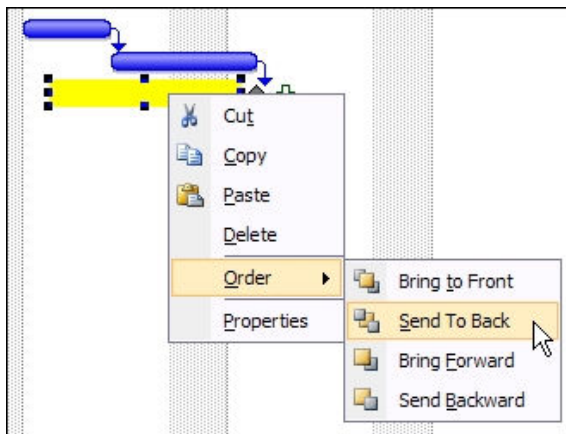 Cut
Copy
Paste
Delete
Order
Properties
Bring to Front
Send To Back
Bring Forward
Send Backward